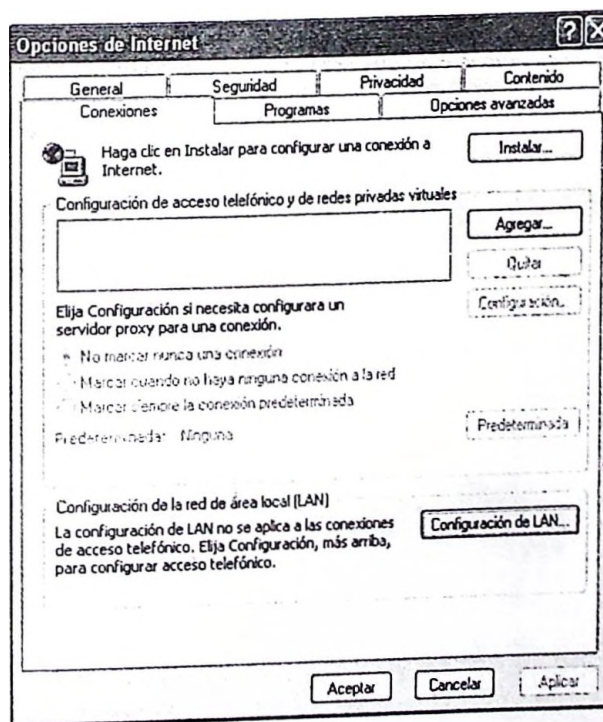 Opciones de Internet
General Seguridad Privacidad Contenido
Conexiones Programas Opciones avanzadas
Haga clic en Instalar para configurar una conexión a
Internet.
Instalar...
Configuración de acceso telefónico y de redes privadas virtuales
Agregar...
Quitar
Configuración...
Elija Configuración si necesita configurara un
servidor proxy para una conexión.
No marcar nunca una conexión
Marcar cuando no haya ninguna conexión a la red
Marcar siempre la conexión predeterminada
Predeterminada: Ninguna
Predeterminada
Configuración de la red de área local (LAN)
La configuración de LAN no se aplica a las conexiones
de acceso telefónico. Elija Configuración, más arriba,
para configurar acceso telefónico.
Configuración de LAN...
Aceptar Cancelar Aplicar